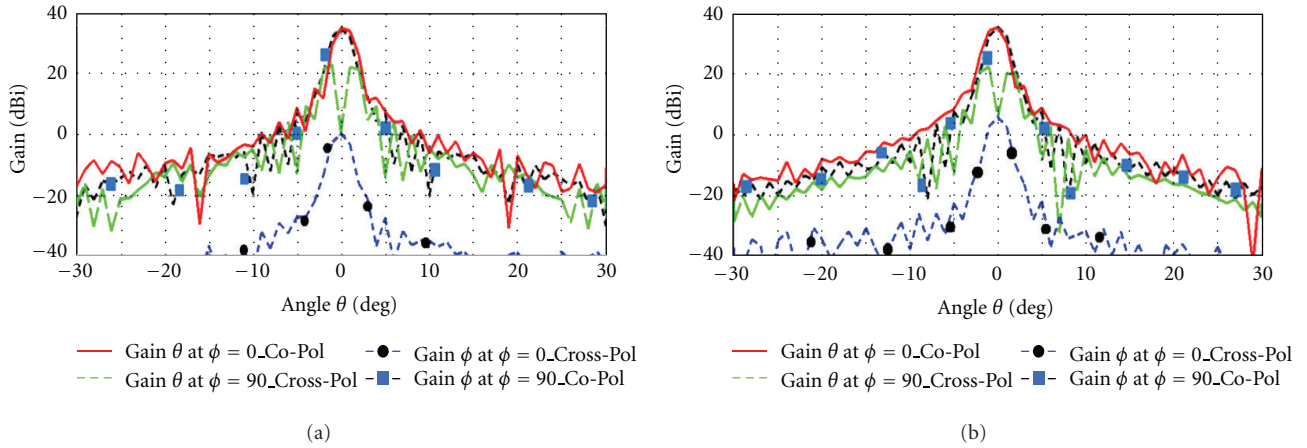 40
20
0
−20
−40
Gain (dBi)
−30
−20
−10
0
10
20
30
Angle θ (deg)
Gain θ at ϕ = 0_Co-Pol
Gain θ at ϕ = 90_Cross-Pol
Gain ϕ at ϕ = 0_Cross-Pol
Gain ϕ at ϕ = 90_Co-Pol
(a)
40
20
0
−20
40
Gain (dBi)
−30
−20
−10
0
10
20
30
Angle θ (deg)
Gain θ at ϕ = 0_Co-Pol
Gain θ at ϕ = 90_Cross-Pol
Gain ϕ at ϕ = 0_Cross-Pol
Gain ϕ at ϕ = 90_Co-Pol
(b)